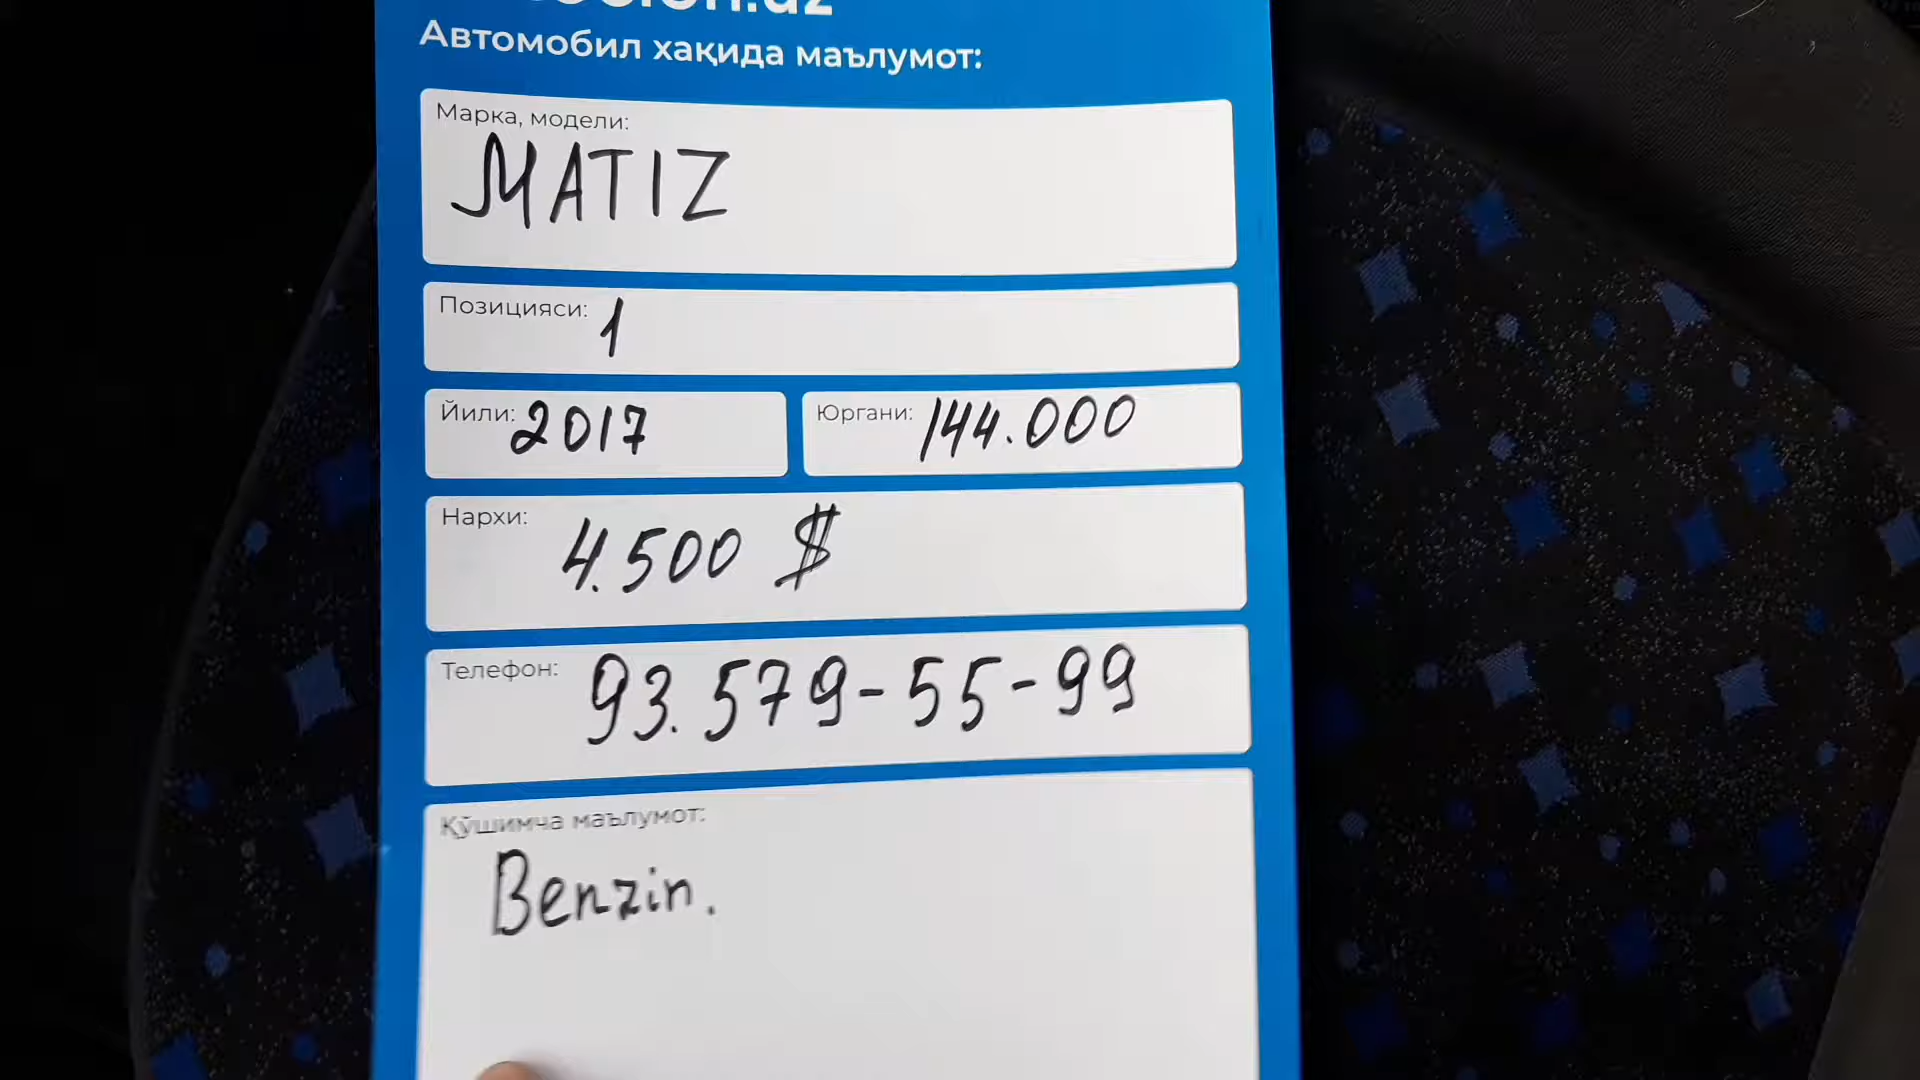 Автомобил хақида маълумот:
Марка, модели:
MATIZ
Позицияси: 1
Йили: 2017
Юргани: 144.000
Нархи: 4.500 $
Телефон: 93.579-55-99
Қўшимча маълумот:
Benzin.